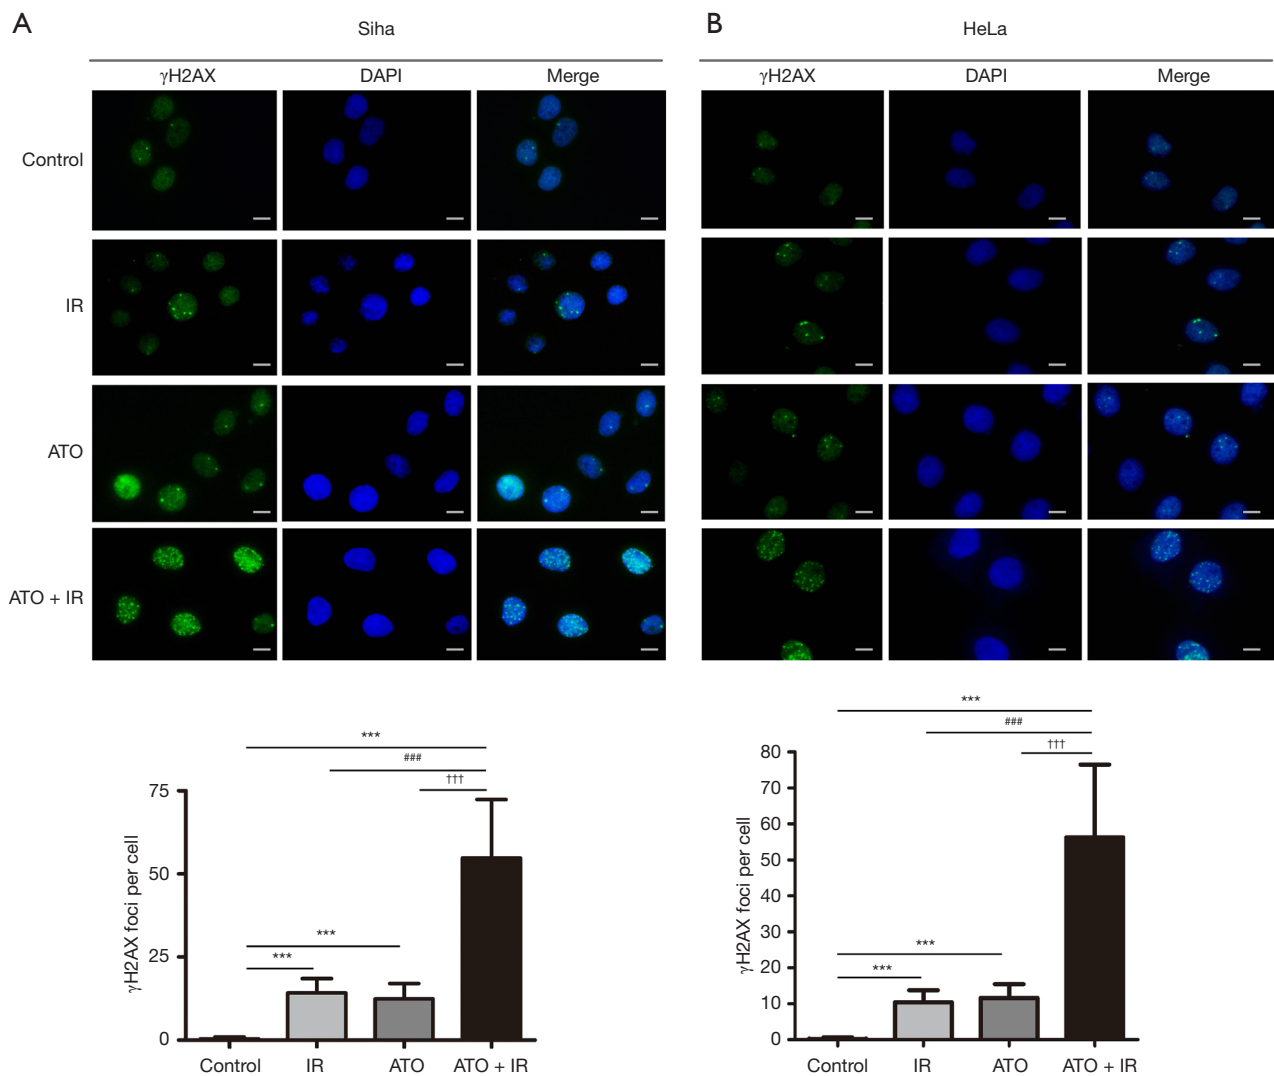 A
Siha
γH2AX DAPI Merge
Control
IR
ATO
ATO + IR
***
###
†††
75
50
25
0
γH2AX foci per cell
***
***
Control IR ATO ATO + IR
B
HeLa
γH2AX DAPI Merge
***
###
†††
80
70
60
50
40
30
20
10
0
γH2AX foci per cell
***
***
Control IR ATO ATO + IR